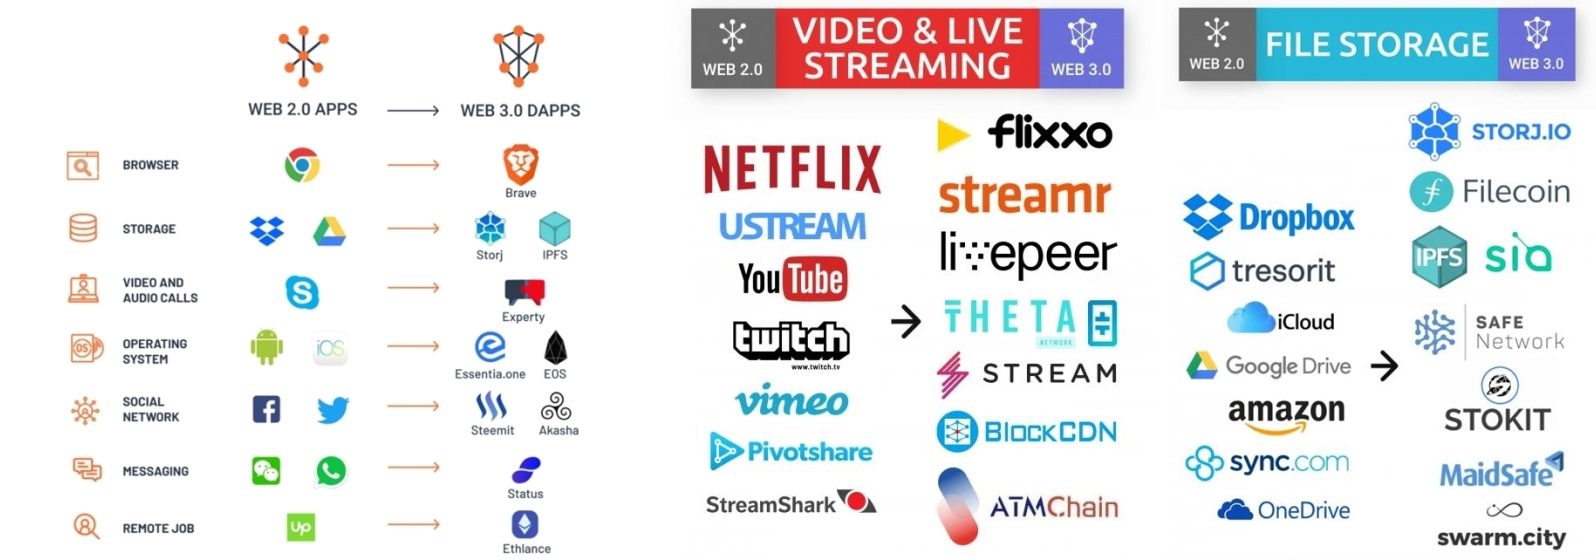 WEB 2.0 APPS
WEB 3.0 DAPPS
BROWSER
Brave
STORAGE
Storj
IPFS
VIDEO AND
AUDIO CALLS
Experty
OPERATING
SYSTEM
iOS
Essentia.one
EOS
SOCIAL
NETWORK
Steemit
Akasha
MESSAGING
Status
REMOTE JOB
Up
Ethlance
WEB 2.0
VIDEO & LIVE
STREAMING
WEB 3.0
NETFLIX
USTREAM
YouTube
twitch
www.twitch.tv
vimeo
Pivotshare
StreamShark
flixxo
streamr
livepeer
THETA
NETWORK
STREAM
BLOCKCDN
ATMChain
WEB 2.0
FILE STORAGE
WEB 3.0
Dropbox
tresorit
iCloud
Google Drive
amazon
sync.com
OneDrive
STORJ.IO
Filecoin
IPFS
sia
SAFE
Network
STOKIT
MaidSafe
swarm.city